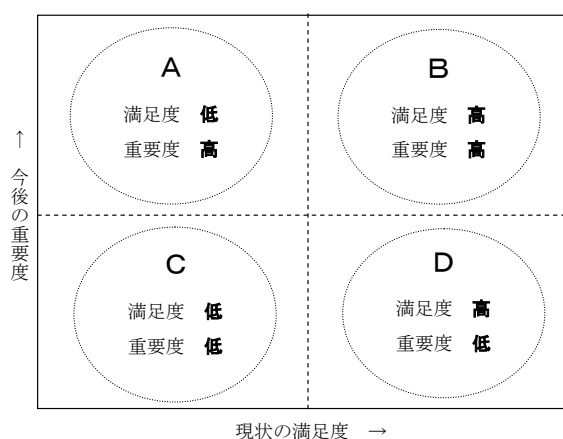 A
満足度 低
重要度 高
B
満足度 高
重要度 高
C
満足度 低
重要度 低
D
満足度 高
重要度 低
↑ 今後の重要度
現状の満足度 →